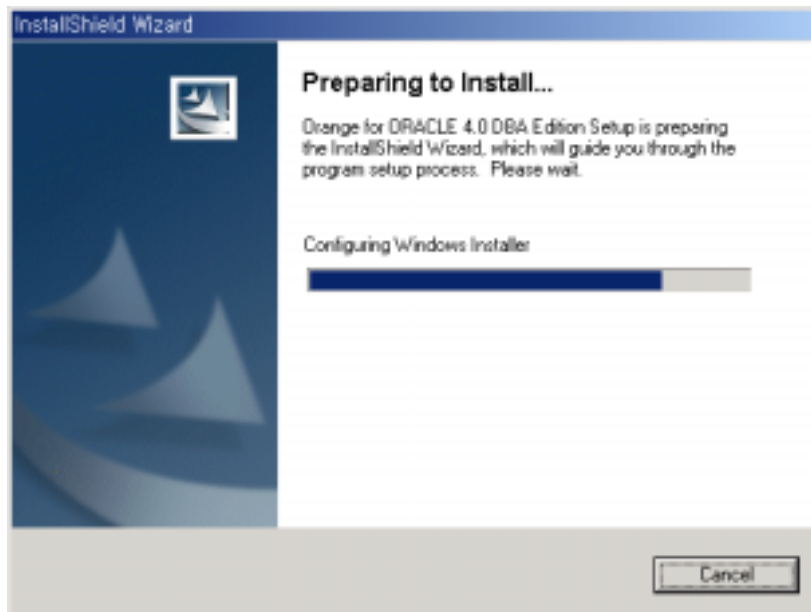 InstallShield Wizard
Preparing to Install...
Orange for ORACLE 4.0 DBA Edition Setup is preparing
the InstallShield Wizard, which will guide you through the
program setup process. Please wait.
Configuring Windows Installer
Cancel